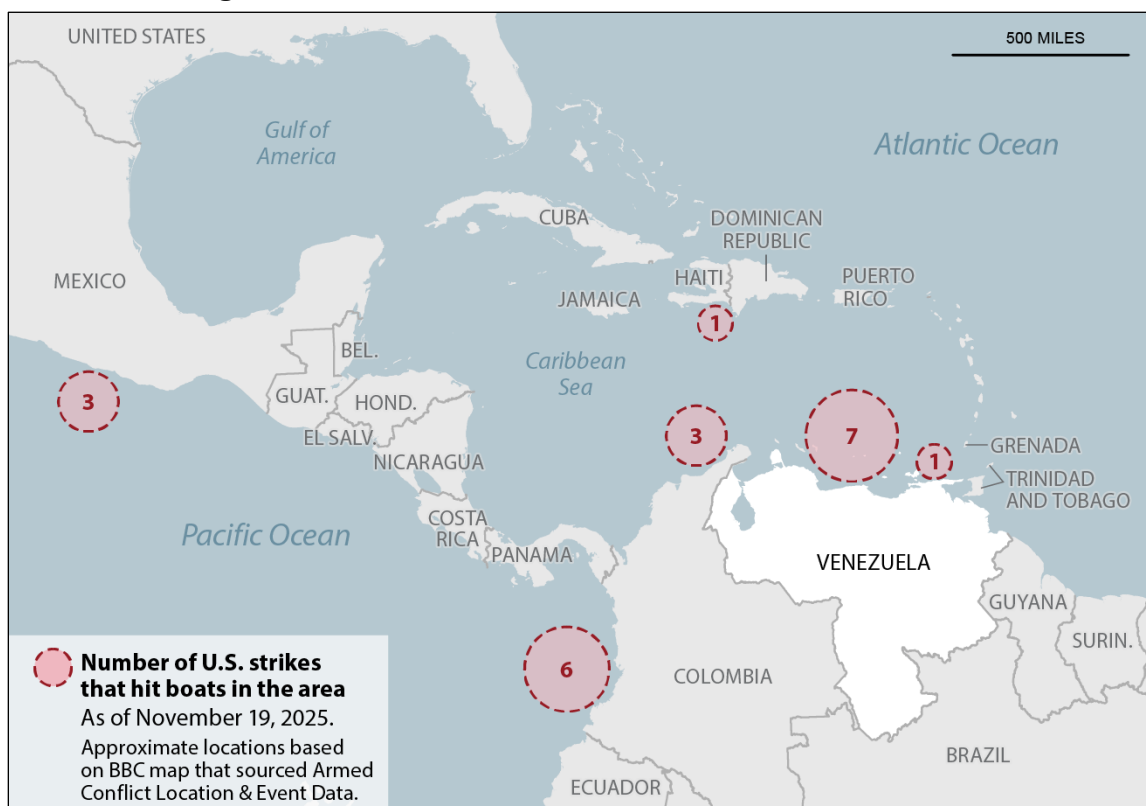 UNITED STATES
500 MILES
Gulf of
America
Atlantic Ocean
CUBA
DOMINICAN
REPUBLIC
MEXICO
HAITI
PUERTO
RICO
JAMAICA
1
BEL.
Caribbean
Sea
3
GUAT.
HOND.
3
7
1
EL SALV.
GRENADA
NICARAGUA
TRINIDAD
AND TOBAGO
COSTA
RICA
Pacific Ocean
PANAMA
VENEZUELA
GUYANA
SURIN.
6
COLOMBIA
BRAZIL
ECUADOR
Number of U.S. strikes
that hit boats in the area
As of November 19, 2025.
Approximate locations based
on BBC map that sourced Armed
Conflict Location & Event Data.